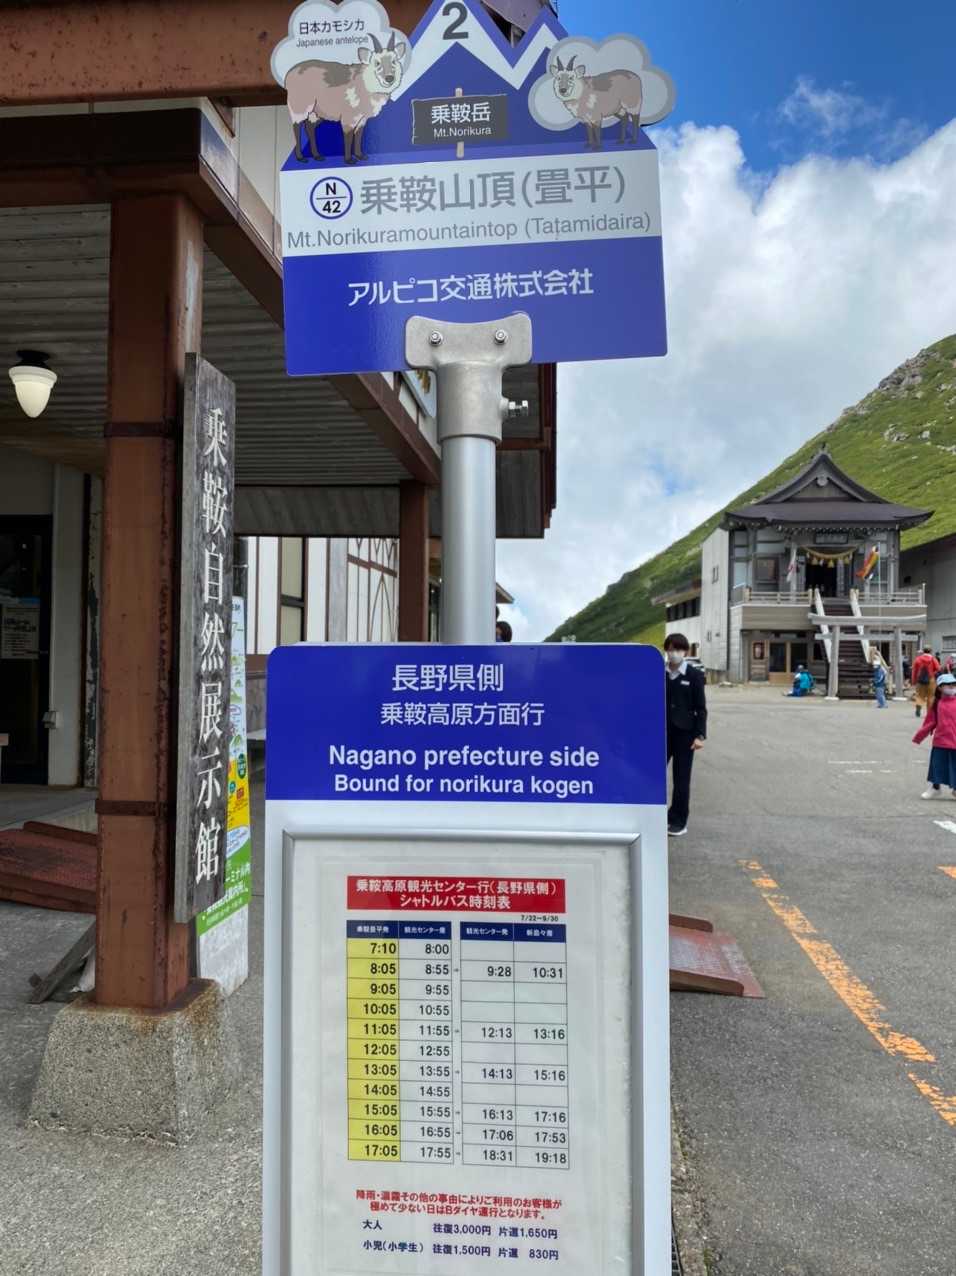 日本カモシカ
Japanese antelope
2
乗鞍岳
Mt.Norikura
N
42
乗鞍山頂(畳平)
Mt.Norikuramountaintop (Tatamidaira)
アルピコ交通株式会社
乗鞍自然展示館
長野県側
乗鞍高原方面行
Nagano prefecture side
Bound for norikura kogen
乗鞍高原観光センター行(長野県側)
シャトルバス時刻表
7/22~9/30
乗鞍畳平発 観光センター着 観光センター発 新島々着
7:10 8:00
8:05 8:55 9:28 10:31
9:05 9:55
10:05 10:55
11:05 11:55 12:13 13:16
12:05 12:55
13:05 13:55 14:13 15:16
14:05 14:55
15:05 15:55 16:13 17:16
16:05 16:55 17:06 17:53
17:05 17:55 18:31 19:18
降雨・濃霧その他の事由によりご利用のお客様が
極めて少ない日はBダイヤ運行となります。
大人 往復3,000円 片道1,650円
小児(小学生) 往復1,500円 片道 830円